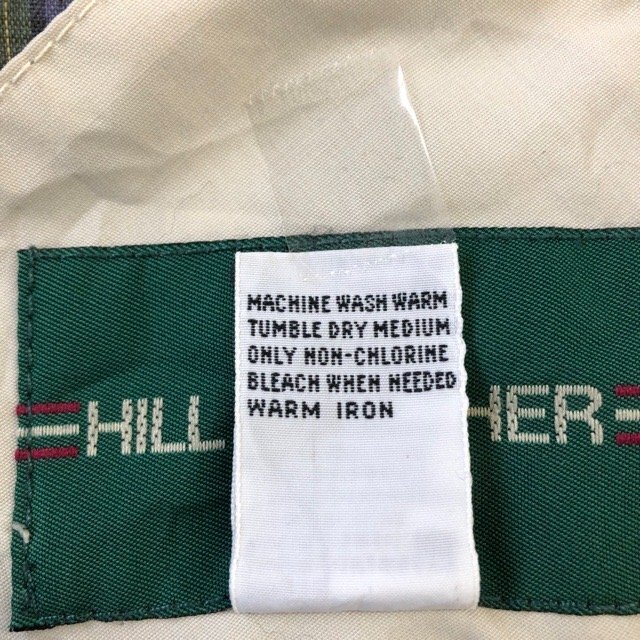 MACHINE WASH WARM
TUMBLE DRY MEDIUM
ONLY NON-CHLORINE
BLEACH WHEN NEEDED
WARM IRON
HILL HER